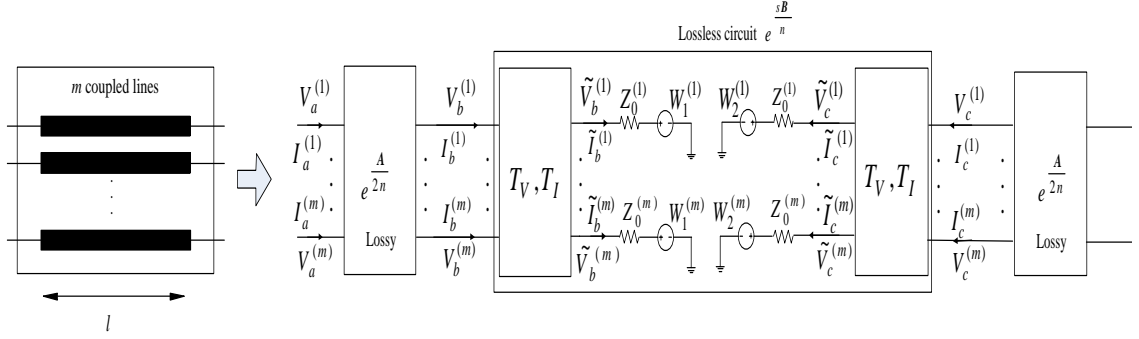 Lossless circuit e^{sB/n}
m coupled lines
V_a^{(1)} V_b^{(1)} Ṽ_b^{(1)} Z_0^{(1)} W_1^{(1)} W_2^{(1)} Z_0^{(1)} Ṽ_c^{(1)} V_c^{(1)}
I_a^{(1)} I_b^{(1)} Ĩ_b^{(1)} Ĩ_c^{(1)} I_c^{(1)}
e^{A/2n} T_V, T_I T_V, T_I e^{A/2n}
I_a^{(m)} I_b^{(m)} Ĩ_b^{(m)} Z_0^{(m)} W_1^{(m)} W_2^{(m)} Z_0^{(m)} Ĩ_c^{(m)} I_c^{(m)}
Lossy Lossy
V_a^{(m)} V_b^{(m)} Ṽ_b^{(m)} Ṽ_c^{(m)} V_c^{(m)}
l